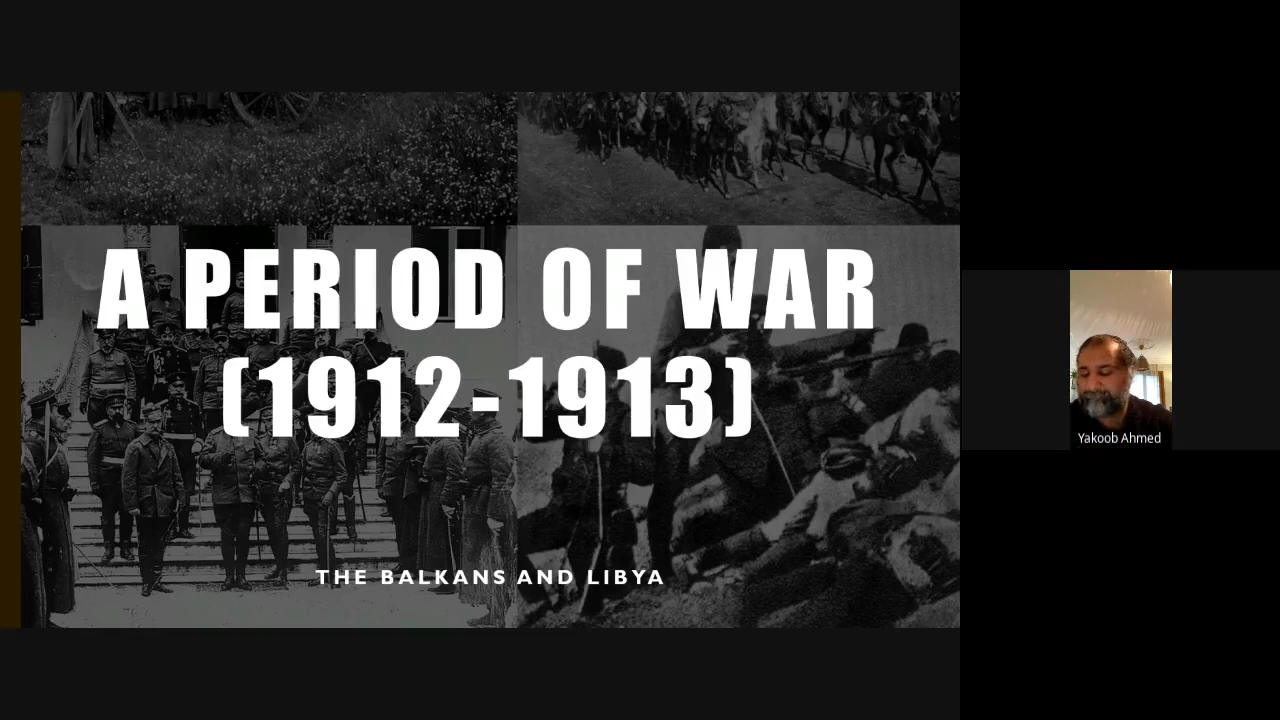 A PERIOD OF WAR
(1912-1913)
THE BALKANS AND LIBYA
Yakoob Ahmed